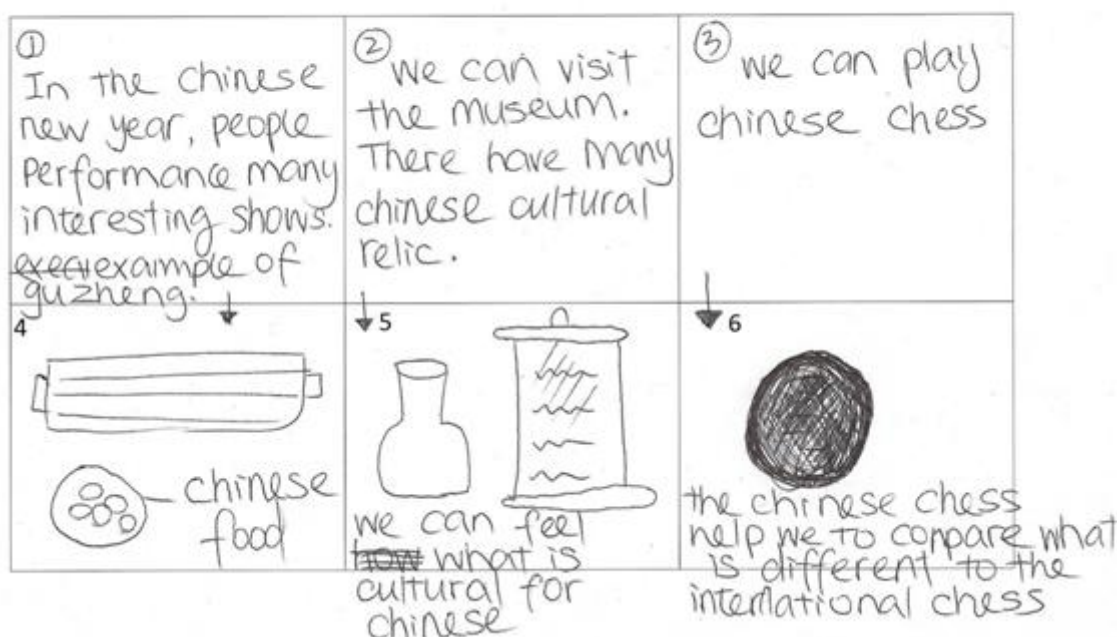 ①
In the chinese
new year, people
Performance many
interesting shows.
example of
guzheng.
②
we can visit
the museum.
There have many
chinese cultural
relic.
③
we can play
chinese chess
4
chinese
food
5
we can feel
how what is
cultural for
chinese
6
the chinese chess
help we to conpare what
is different to the
international chess